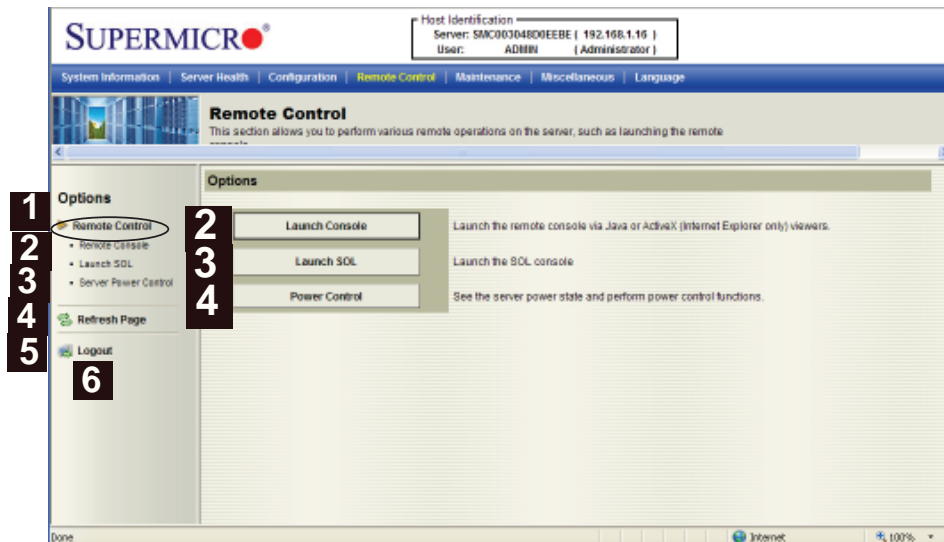 SUPERMICRO
Host Identification
Server: SMC003048D0EEBE ( 192.168.1.16 )
User: ADMIN ( Administrator )
System Information | Server Health | Configuration | Remote Control | Maintenance | Miscellaneous | Language
Remote Control
This section allows you to perform various remote operations on the server, such as launching the remote
Options
1 Remote Control
2 Remote Console
Launch SOL
3 Server Power Control
4 Refresh Page
5 Logout
6
Options
2 Launch Console Launch the remote console via Java or ActiveX (Internet Explorer only) viewers.
3 Launch SOL Launch the SOL console
4 Power Control See the server power state and perform power control functions.
Done Internet 100%